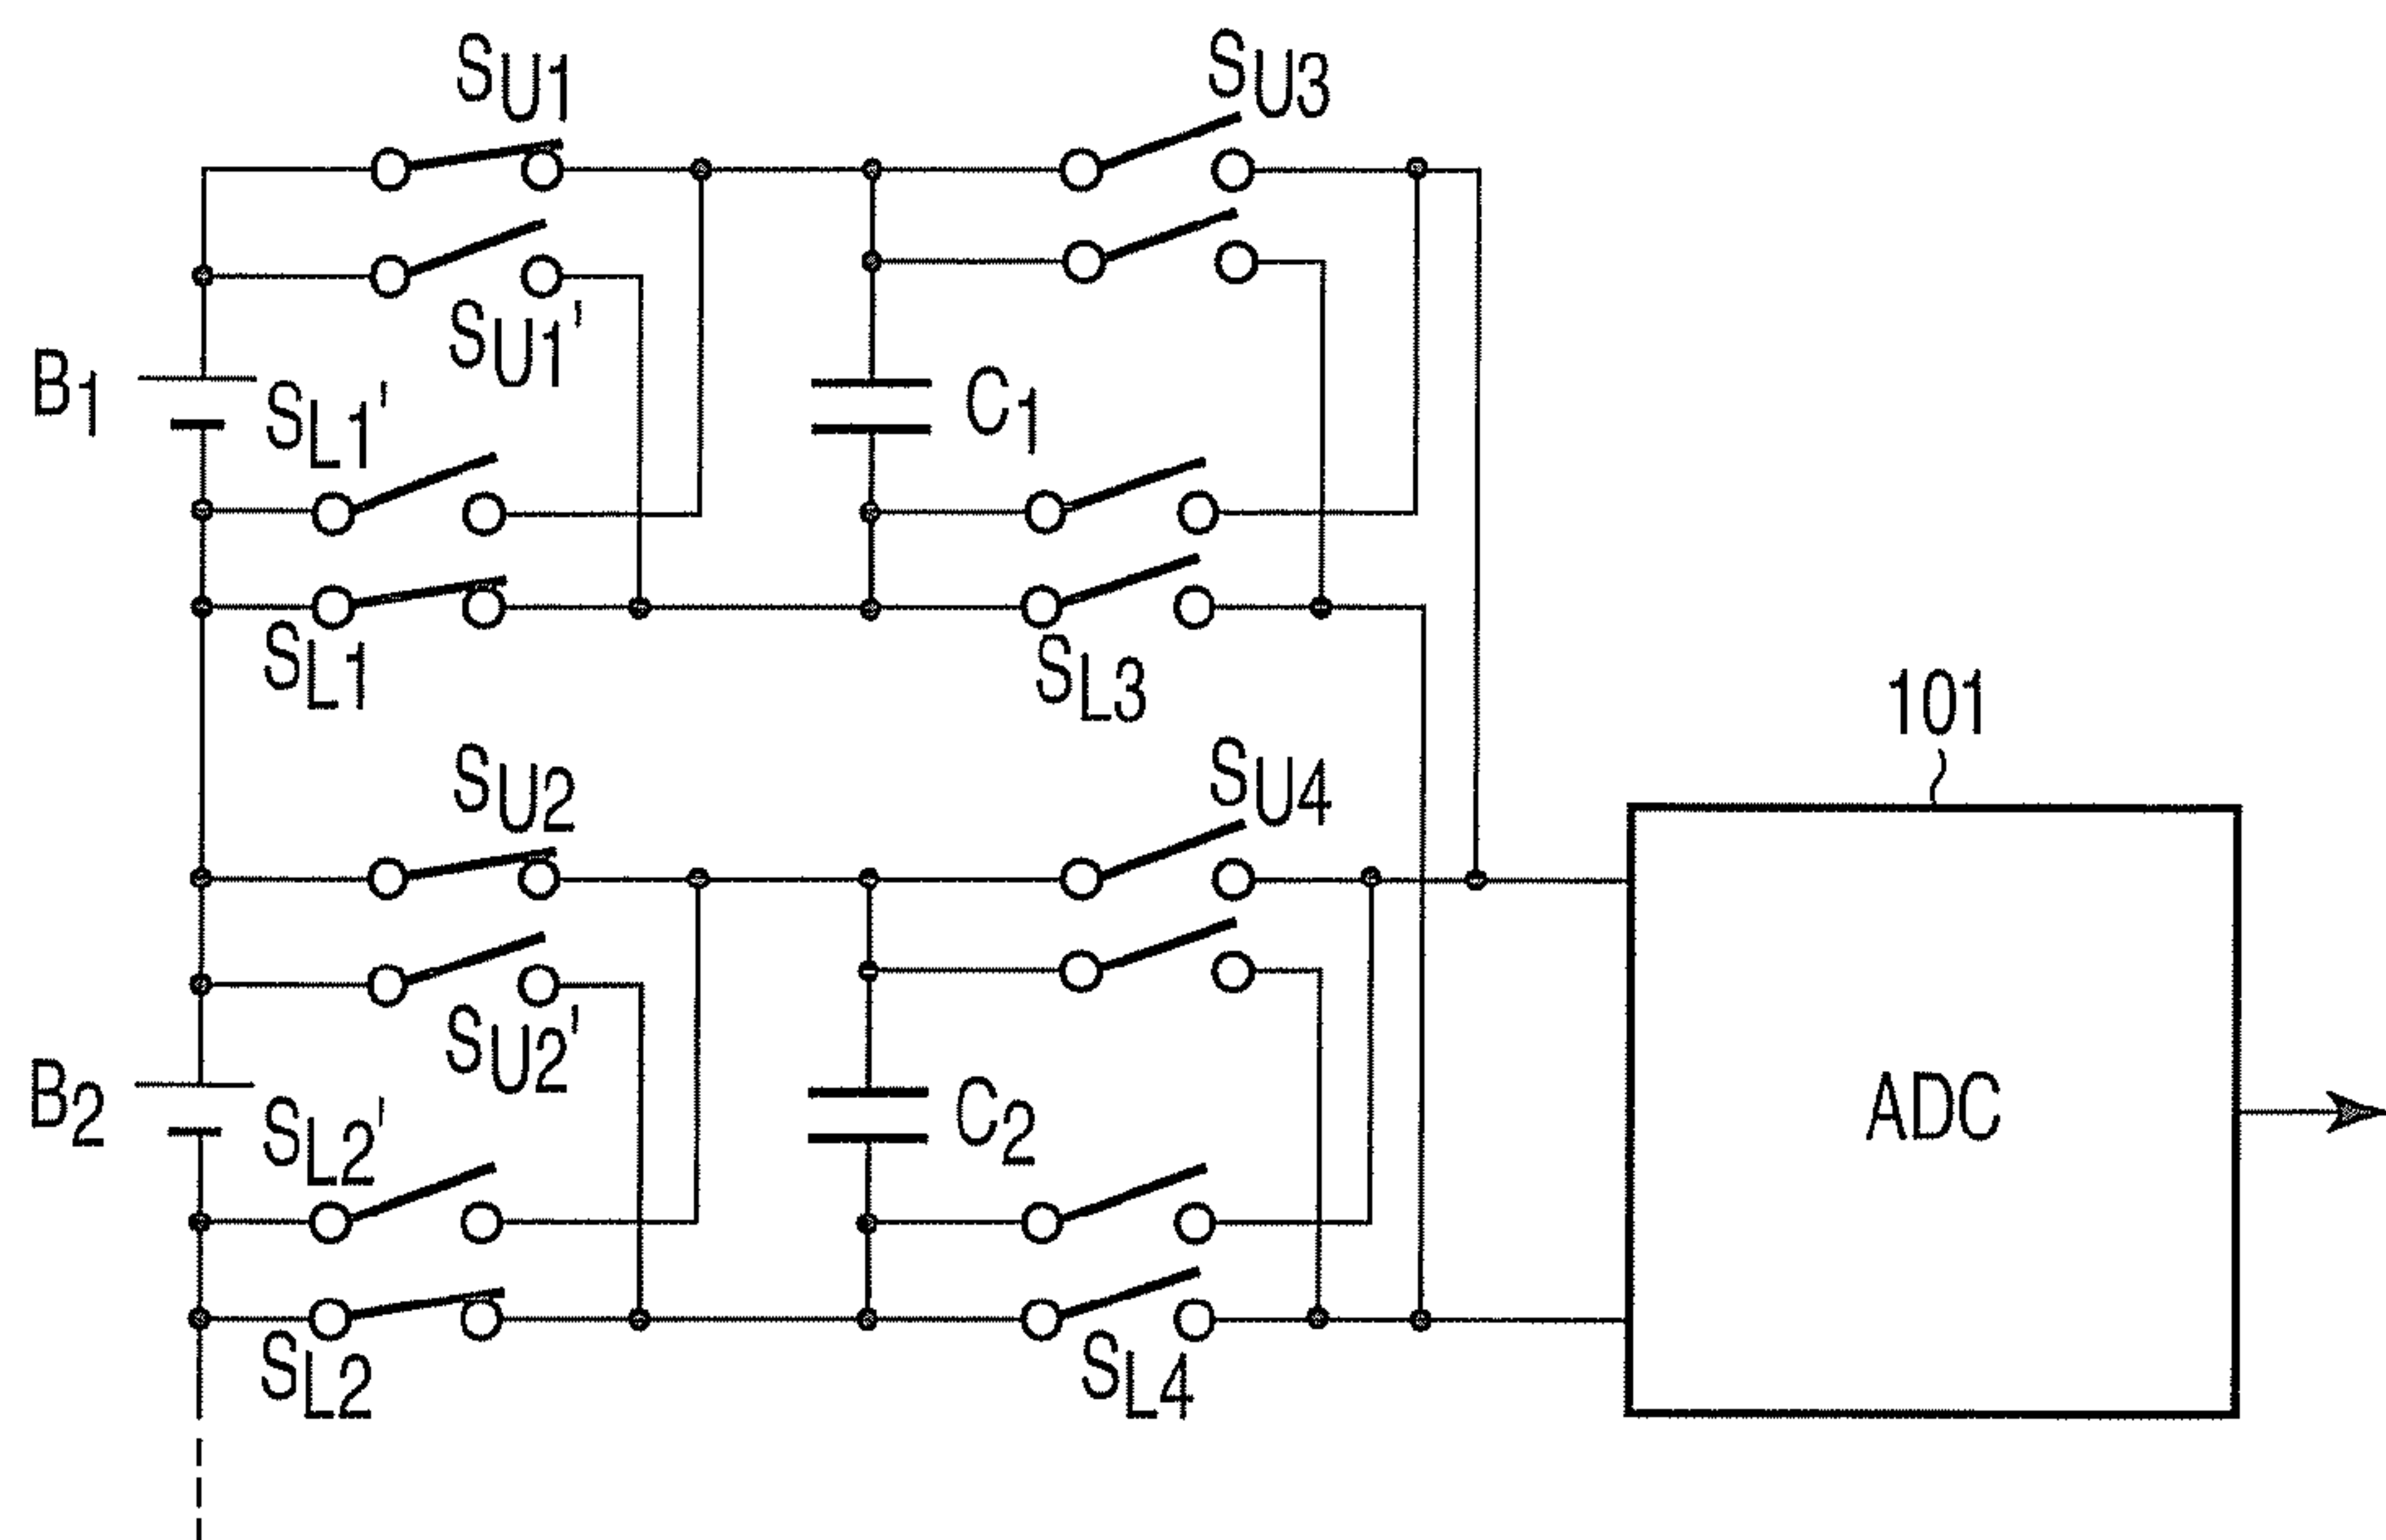 SU1
SU3
SU1'
B1
SL1'
C1
SL1
SL3
101
SU2
SU4
SU2'
B2
SL2'
C2
ADC
SL2
SL4